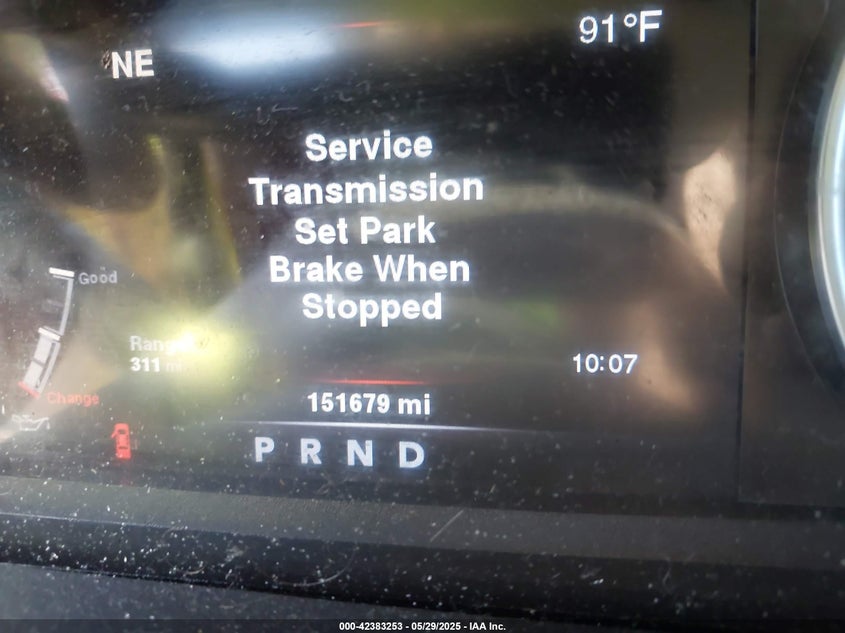 NE
91°F
Service
Transmission
Set Park
Brake When
Stopped
Good
Range
311 mi
10:07
Change
151679 mi
P R N D
000-42383253 - 05/29/2025 - IAA Inc.